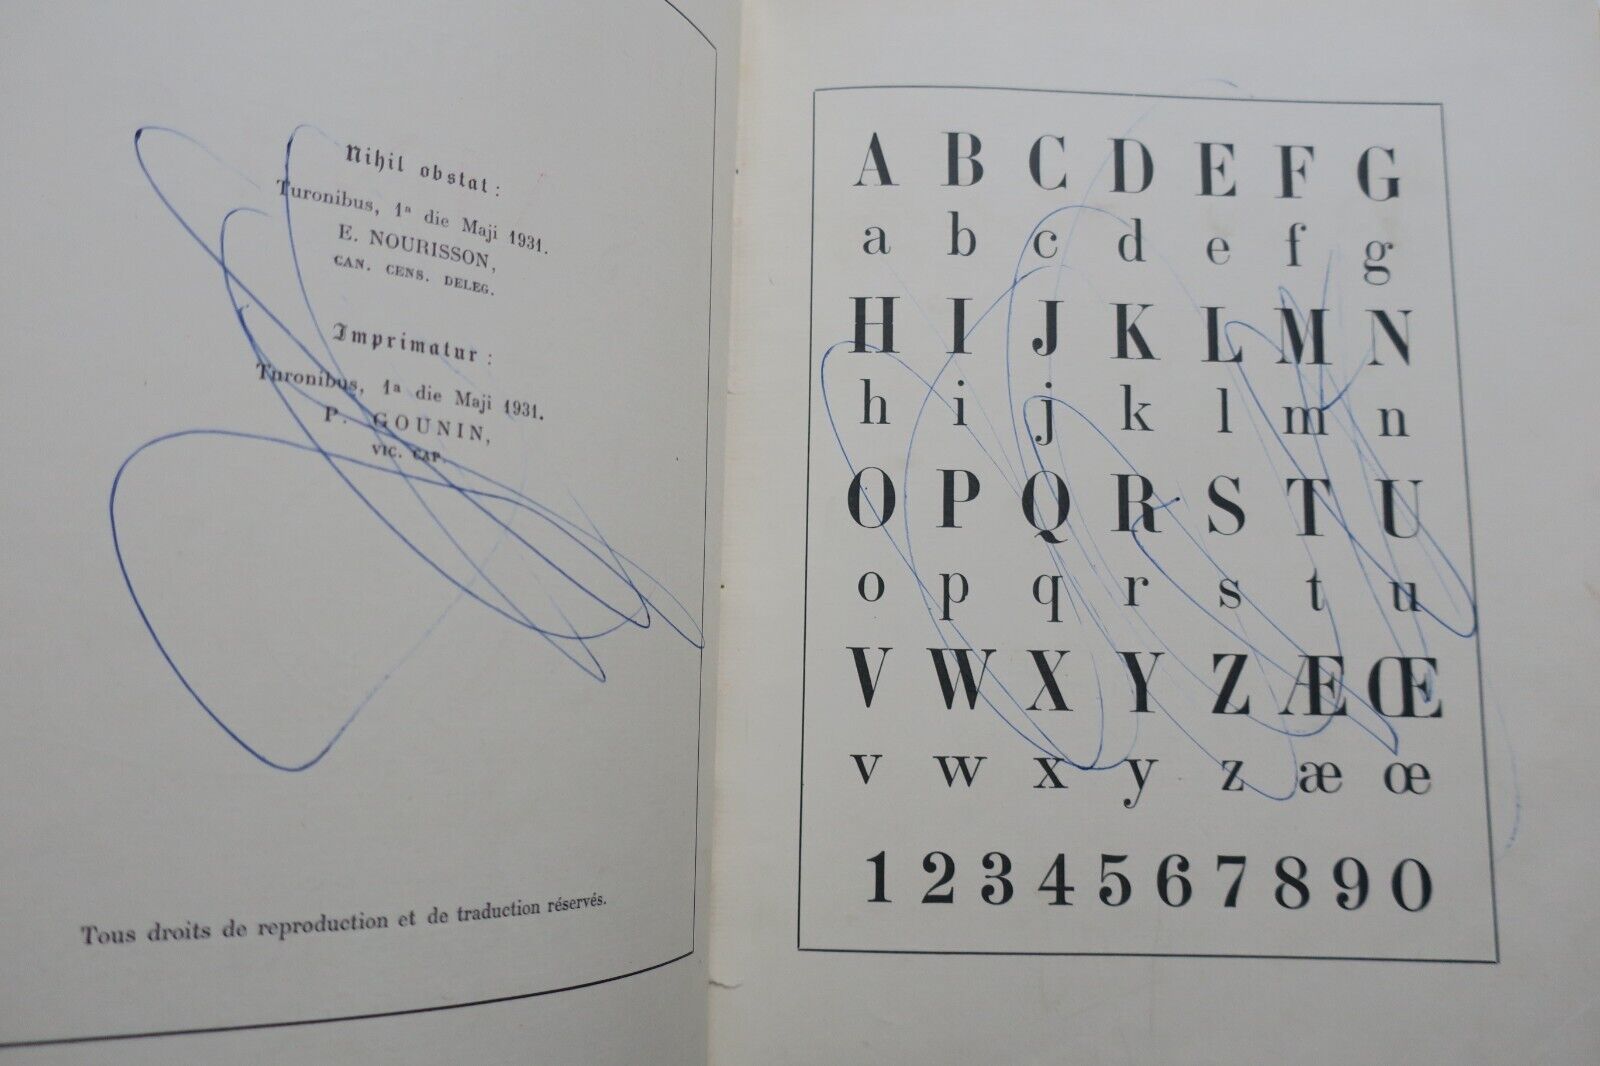 Nihil obstat :
Turonibus, 1ª die Maji 1931.
E. NOURISSON,
CAN. CENS. DELEG.
Imprimatur :
Turonibus, 1ª die Maji 1931.
P. GOUNIN,
VIC. CAP.
Tous droits de reproduction et de traduction réservés.
A B C D E F G
a b c d e f g
H I J K L M N
h i j k l m n
O P Q R S T U
o p q r s t u
V W X Y Z Æ Œ
v w x y z æ œ
1 2 3 4 5 6 7 8 9 0